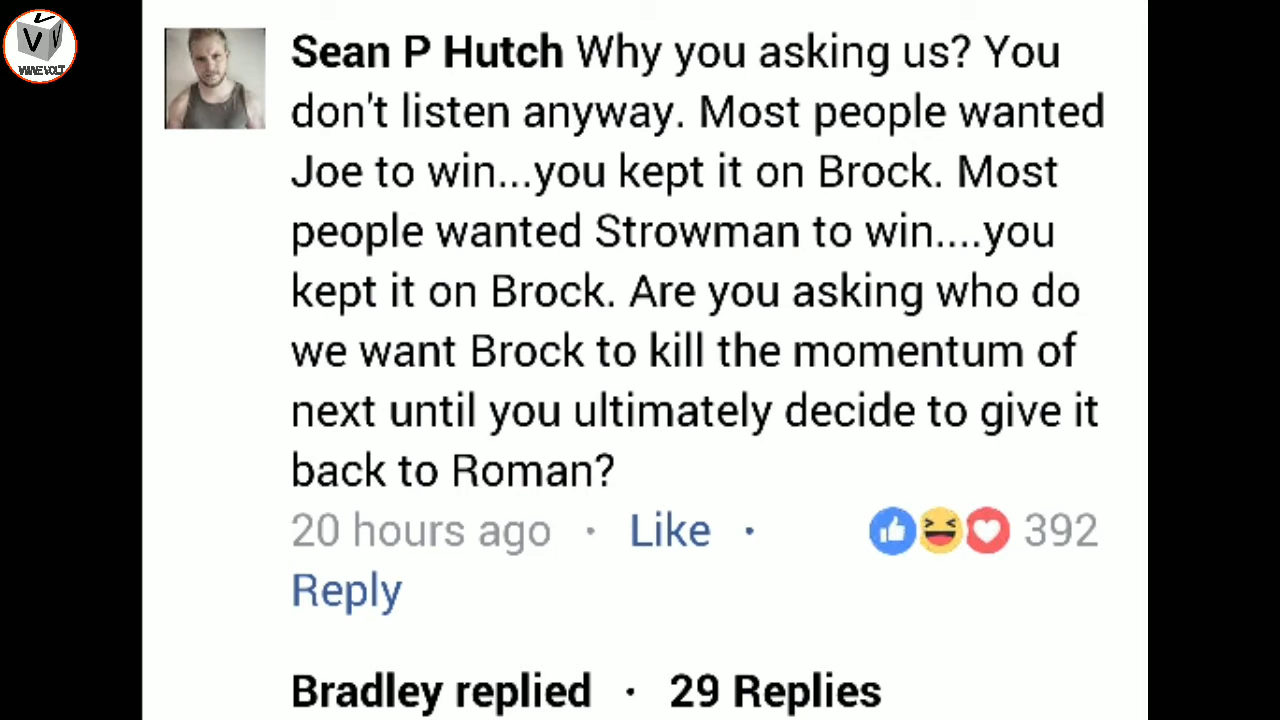 V V V
VVINE VOLT
Sean P Hutch Why you asking us? You
don't listen anyway. Most people wanted
Joe to win...you kept it on Brock. Most
people wanted Strowman to win....you
kept it on Brock. Are you asking who do
we want Brock to kill the momentum of
next until you ultimately decide to give it
back to Roman?
20 hours ago · Like · 392
Reply
Bradley replied · 29 Replies